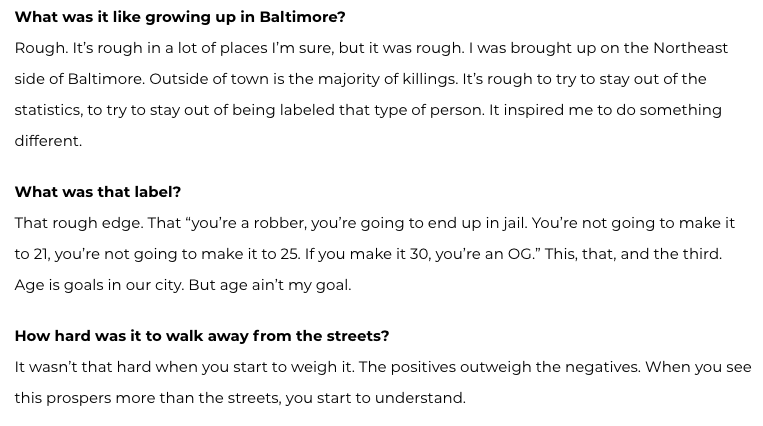 What was it like growing up in Baltimore?
Rough. It’s rough in a lot of places I’m sure, but it was rough. I was brought up on the Northeast
side of Baltimore. Outside of town is the majority of killings. It’s rough to try to stay out of the
statistics, to try to stay out of being labeled that type of person. It inspired me to do something
different.
What was that label?
That rough edge. That “you’re a robber, you’re going to end up in jail. You’re not going to make it
to 21, you’re not going to make it to 25. If you make it 30, you’re an OG.” This, that, and the third.
Age is goals in our city. But age ain’t my goal.
How hard was it to walk away from the streets?
It wasn’t that hard when you start to weigh it. The positives outweigh the negatives. When you see
this prospers more than the streets, you start to understand.